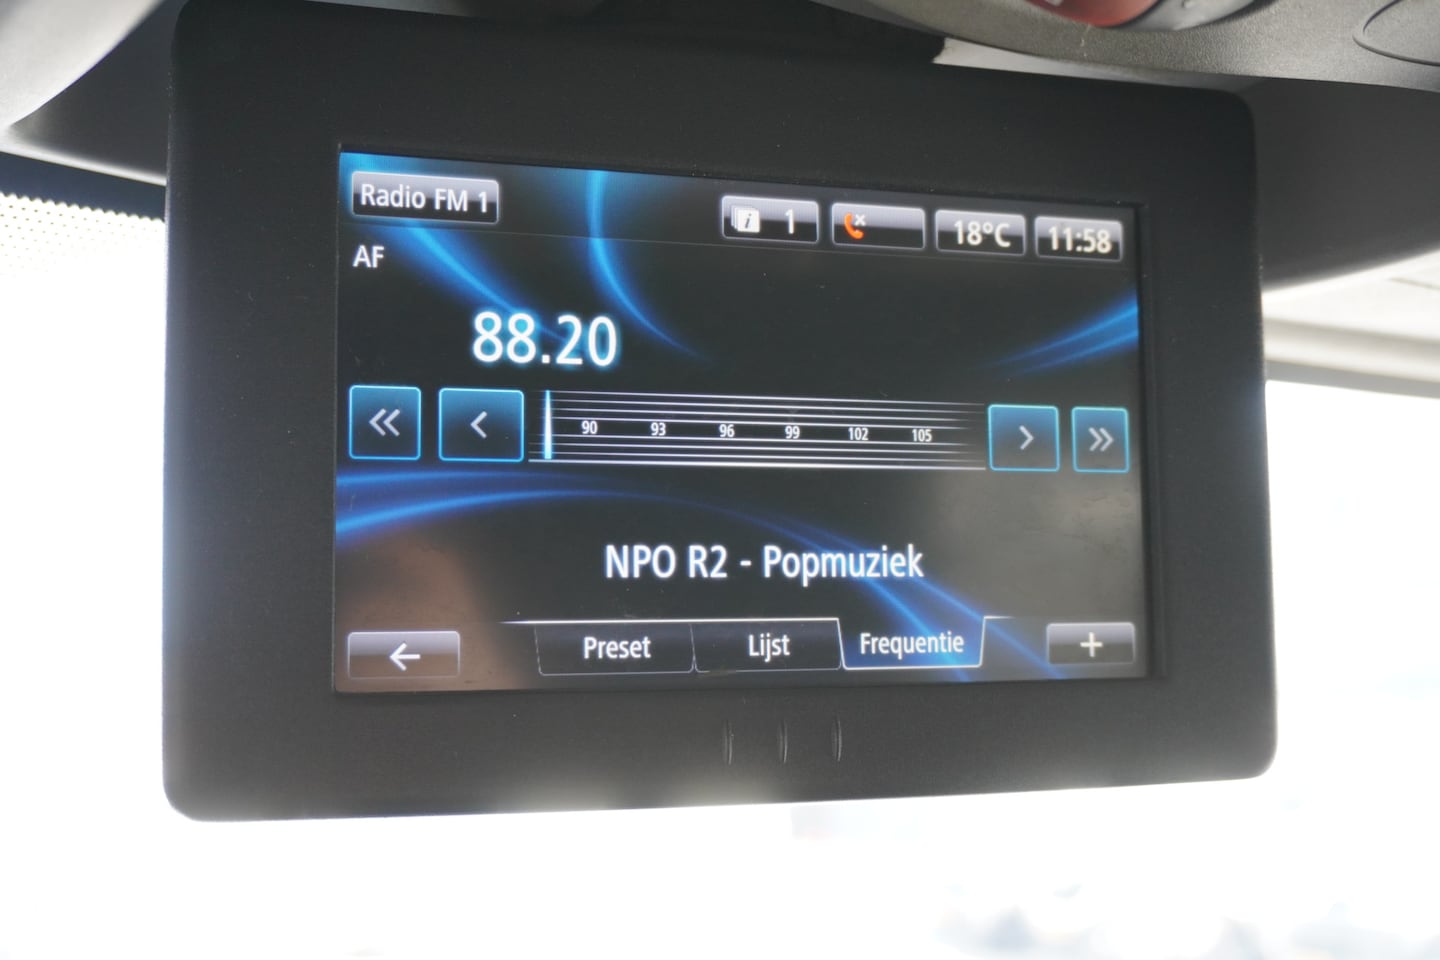 Radio FM 1
i 1 18°C 11:58
AF
88.20
90 93 96 99 102 105
NPO R2 - Popmuziek
Preset Lijst Frequentie